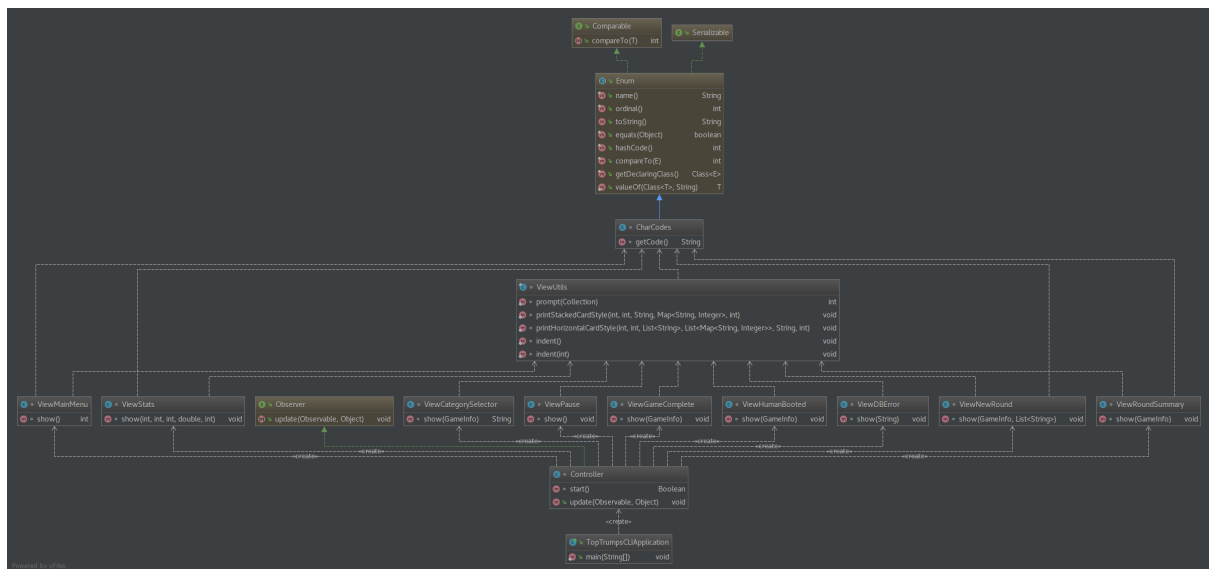 Comparable
compareTo(T) int
Serializable
Enum
name() String
ordinal() int
toString() String
equals(Object) boolean
hashCode() int
compareTo(E) int
getDeclaringClass() Class<E>
valueOf(Class<T>, String) T
CharCodes
getCode() String
ViewUtils
prompt(Collection) int
printStackedCardStyle(int, int, String, Map<String, Integer>, int) void
printHorizontalCardStyle(int, int, List<String>, List<Map<String, Integer>>, String, int) void
indent() void
indent(int) void
ViewMainMenu
show() int
ViewStats
show(int, int, int, double, int) void
Observer
update(Observable, Object) void
ViewCategorySelector
show(GameInfo) String
ViewPause
show() void
ViewGameComplete
show(GameInfo) void
ViewHumanBooted
show(GameInfo) void
ViewDBError
show(String) void
ViewNewRound
show(GameInfo, List<String>) void
ViewRoundSummary
show(GameInfo) void
«create» «create» «create» «create» «create»
«create» «create» «create» «create»
Controller
start() Boolean
update(Observable, Object) void
«create»
TopTrumpsCLIApplication
main(String[]) void
Powered by yFiles